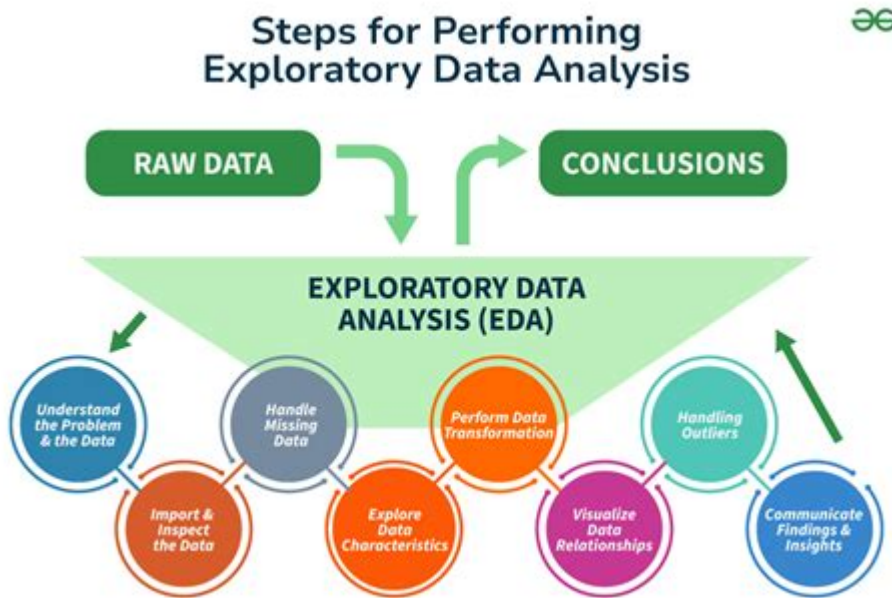 Steps for Performing
Exploratory Data Analysis
RAW DATA
CONCLUSIONS
EXPLORATORY DATA
ANALYSIS (EDA)
Understand
the Problem
& the Data
Import &
Inspect
the Data
Handle
Missing
Data
Explore
Data
Characteristics
Perform Data
Transformation
Visualize
Data
Relationships
Handling
Outliers
Communicate
Findings &
Insights